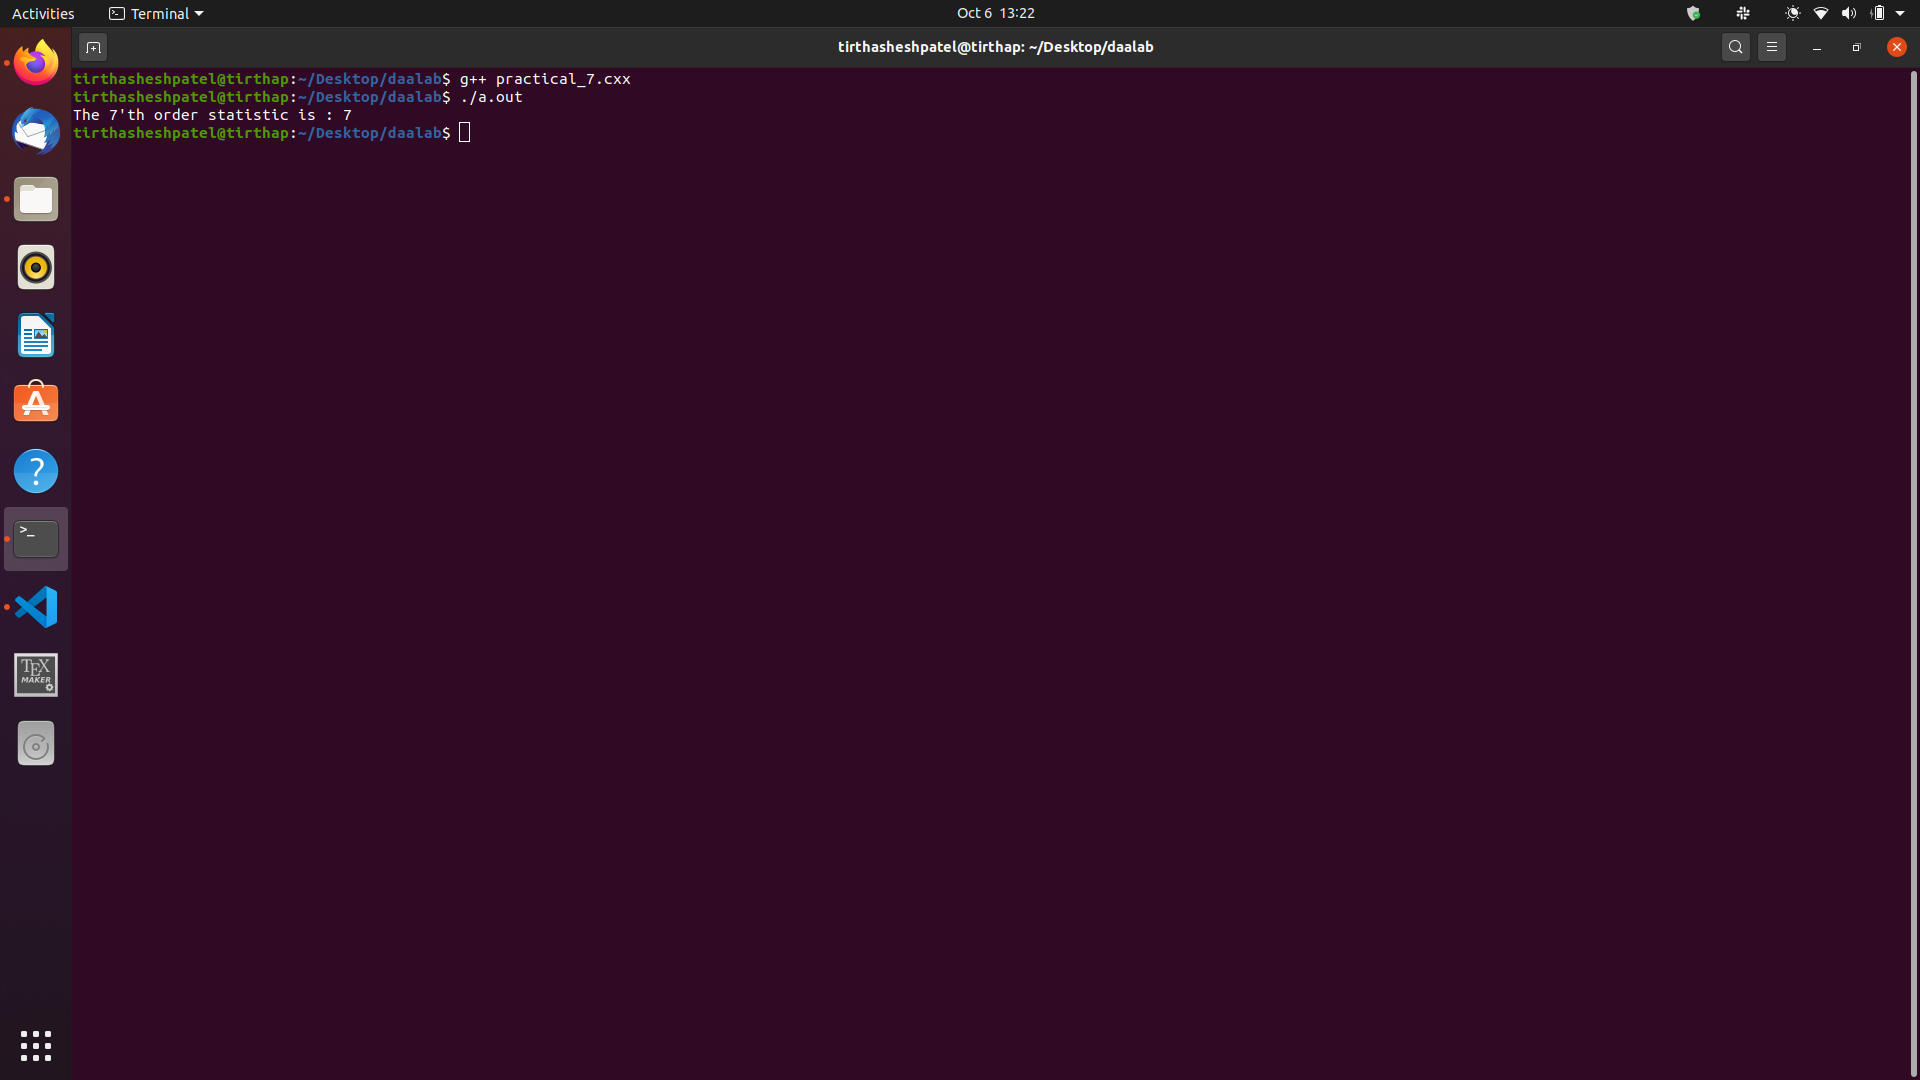 Activities
Terminal
Oct 6 13:22
tirthasheshpatel@tirthap: ~/Desktop/daalab
tirthasheshpatel@tirthap:~/Desktop/daalab$ g++ practical_7.cxx
tirthasheshpatel@tirthap:~/Desktop/daalab$ ./a.out
The 7'th order statistic is : 7
tirthasheshpatel@tirthap:~/Desktop/daalab$
?
>_
TEX
MAKER